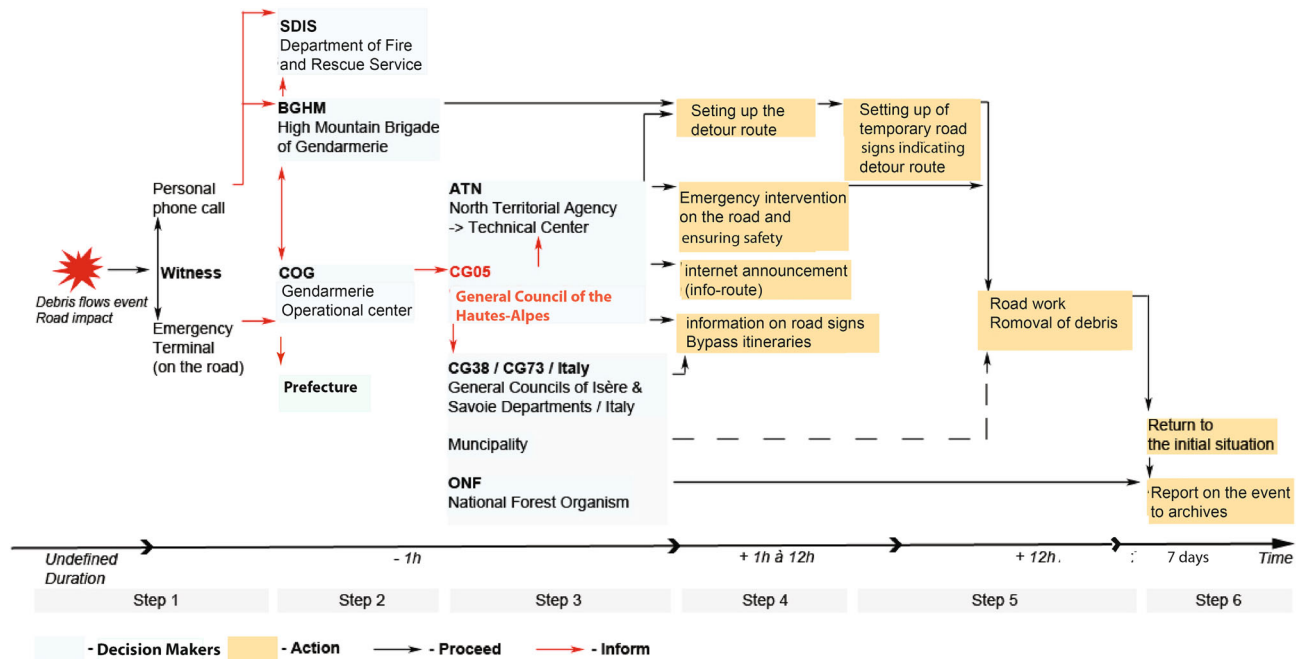 SDIS
Department of Fire
and Rescue Service
BGHM
High Mountain Brigade
of Gendarmerie
Seting up the
detour route
Setting up of
temporary road
signs indicating
detour route
Personal
phone call
ATN
North Territorial Agency
-> Technical Center
Emergency intervention
on the road and
ensuring safety
Witness
COG
Gendarmerie
Operational center
CG05
General Council of the
Hautes-Alpes
internet announcement
(info-route)
Debris flows event
Road impact
Emergency
Terminal
(on the road)
information on road signs
Bypass itineraries
Road work
Romoval of debris
Prefecture
CG38 / CG73 / Italy
General Councils of Isère &
Savoie Departments / Italy
Muncipality
Return to
the initial situation
ONF
National Forest Organism
Report on the event
to archives
Undefined
Duration
- 1h
+ 1h à 12h
+ 12h
7 days
Time
Step 1
Step 2
Step 3
Step 4
Step 5
Step 6
- Decision Makers
- Action
- Proceed
- Inform